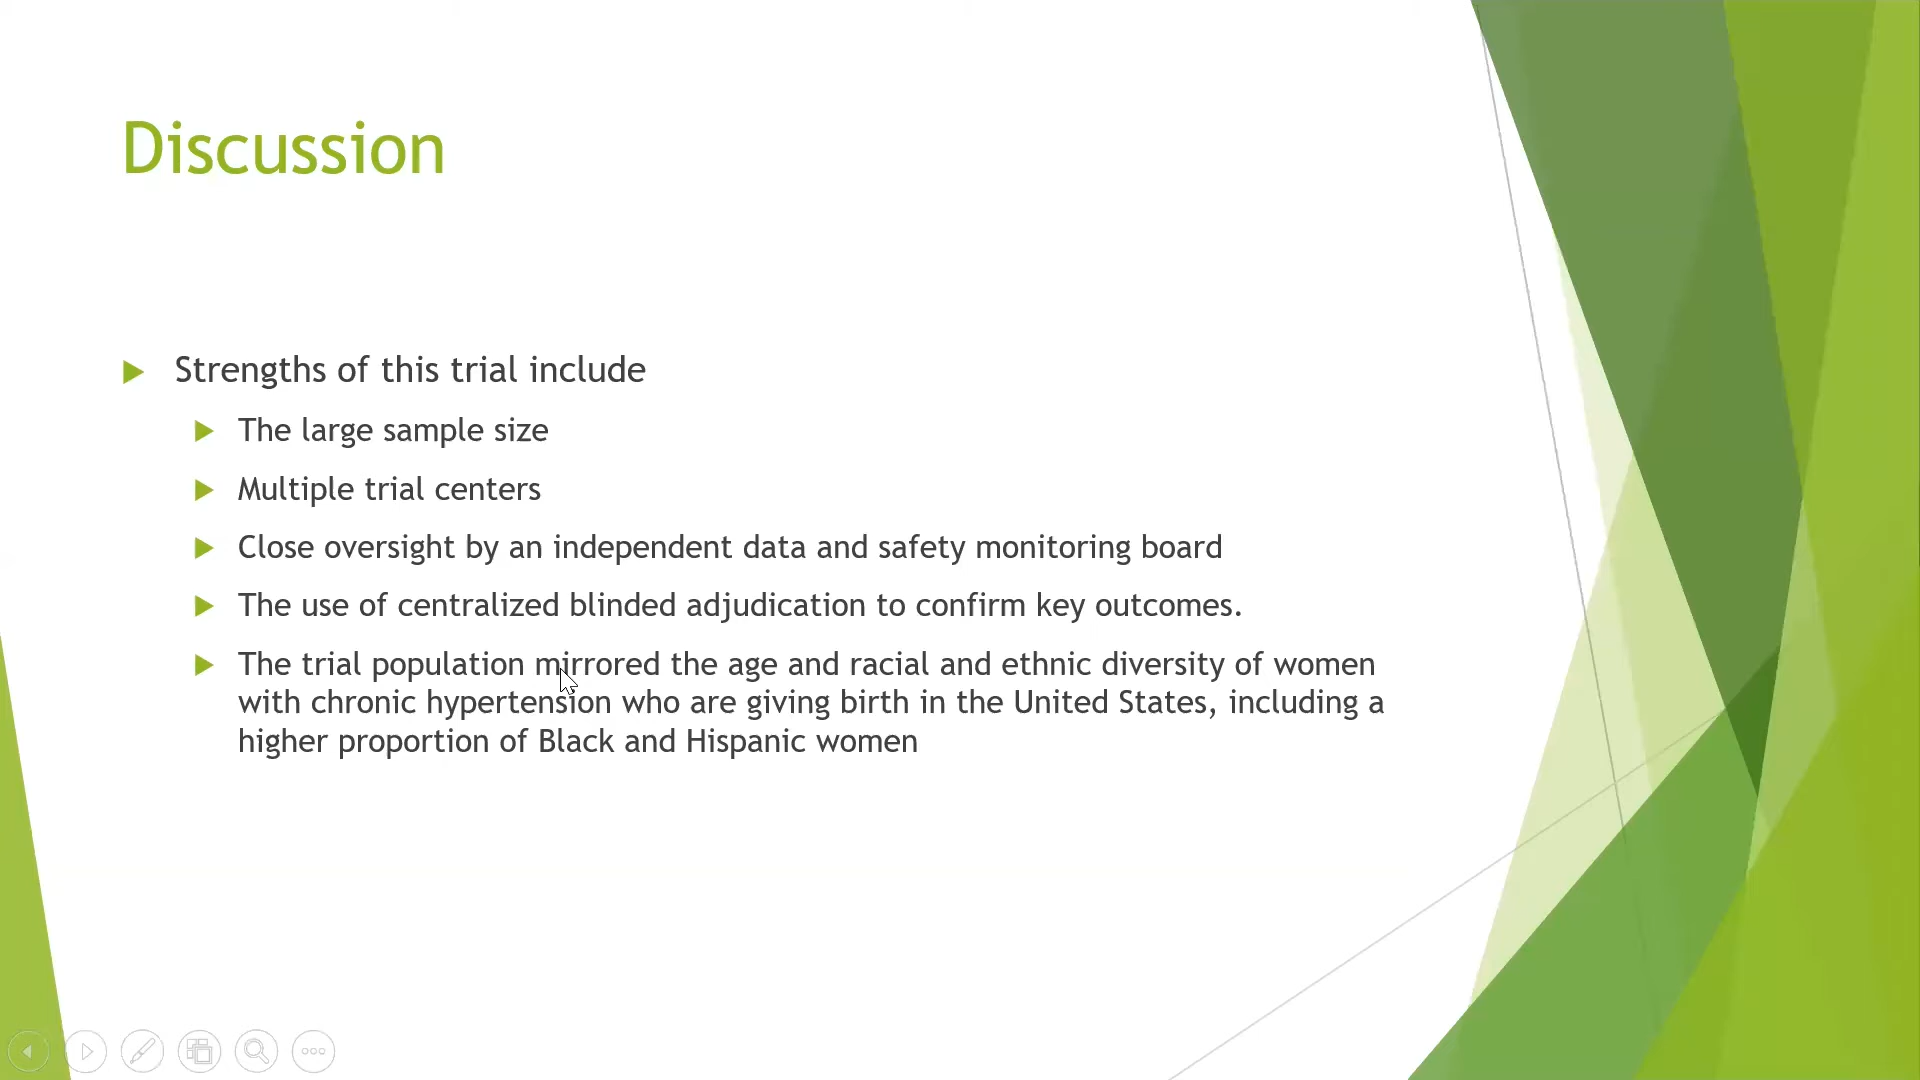 Discussion
Strengths of this trial include
The large sample size
Multiple trial centers
Close oversight by an independent data and safety monitoring board
The use of centralized blinded adjudication to confirm key outcomes.
The trial population mirrored the age and racial and ethnic diversity of women
with chronic hypertension who are giving birth in the United States, including a
higher proportion of Black and Hispanic women